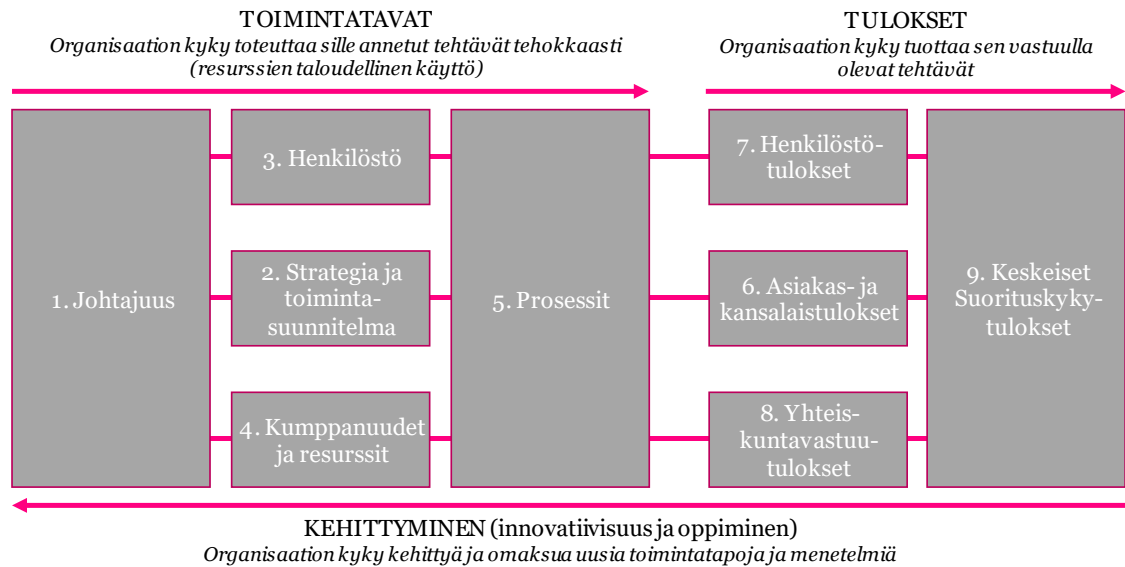 TOIMINTATAVAT
Organisaation kyky toteuttaa sille annetut tehtävät tehokkaasti
(resurssien taloudellinen käyttö)
TULOKSET
Organisaation kyky tuottaa sen vastuulla
olevat tehtävät
1. Johtajuus
3. Henkilöstö
2. Strategia ja
toiminta-
suunnitelma
4. Kumppanuudet
ja resurssit
5. Prosessit
7. Henkilöstö-
tulokset
6. Asiakas- ja
kansalaistulokset
8. Yhteis-
kuntavastuu-
tulokset
9. Keskeiset
Suorituskyky-
tulokset
KEHITTYMINEN (innovatiivisuus ja oppiminen)
Organisaation kyky kehittyä ja omaksua uusia toimintatapoja ja menetelmiä